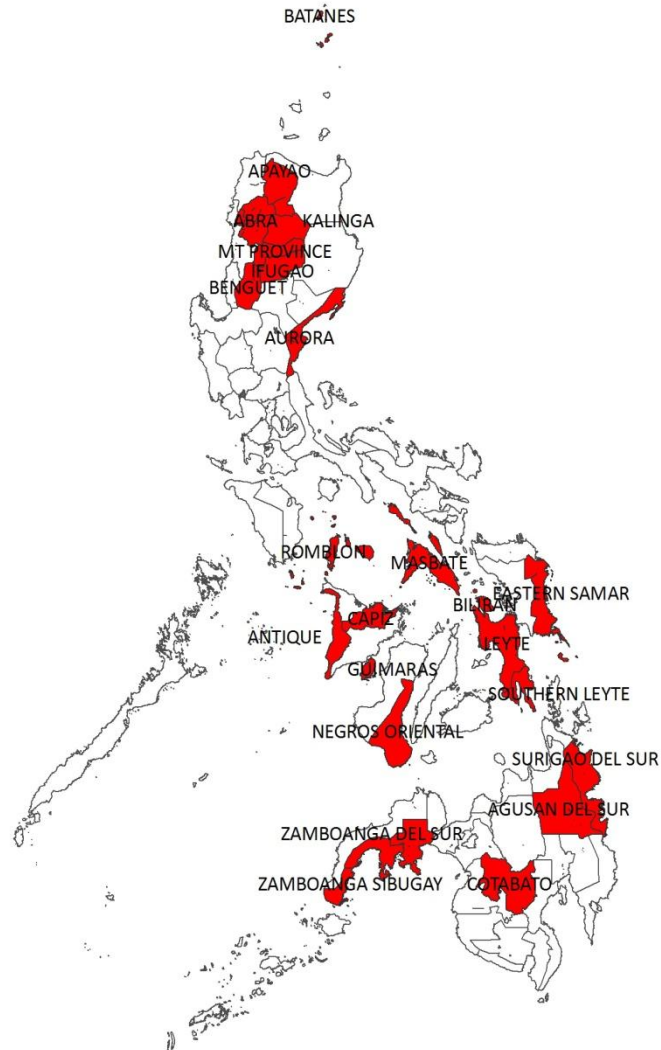 BATANES
APAYAO
ABRA
KALINGA
MT PROVINCE
IFUGAO
BENGUET
AURORA
ROMBLON
MASBATE
EASTERN SAMAR
BILIRAN
CAPIZ
ANTIQUE
LEYTE
GUIMARAS
SOUTHERN LEYTE
NEGROS ORIENTAL
SURIGAO DEL SUR
AGUSAN DEL SUR
ZAMBOANGA DEL SUR
ZAMBOANGA SIBUGAY
COTABATO